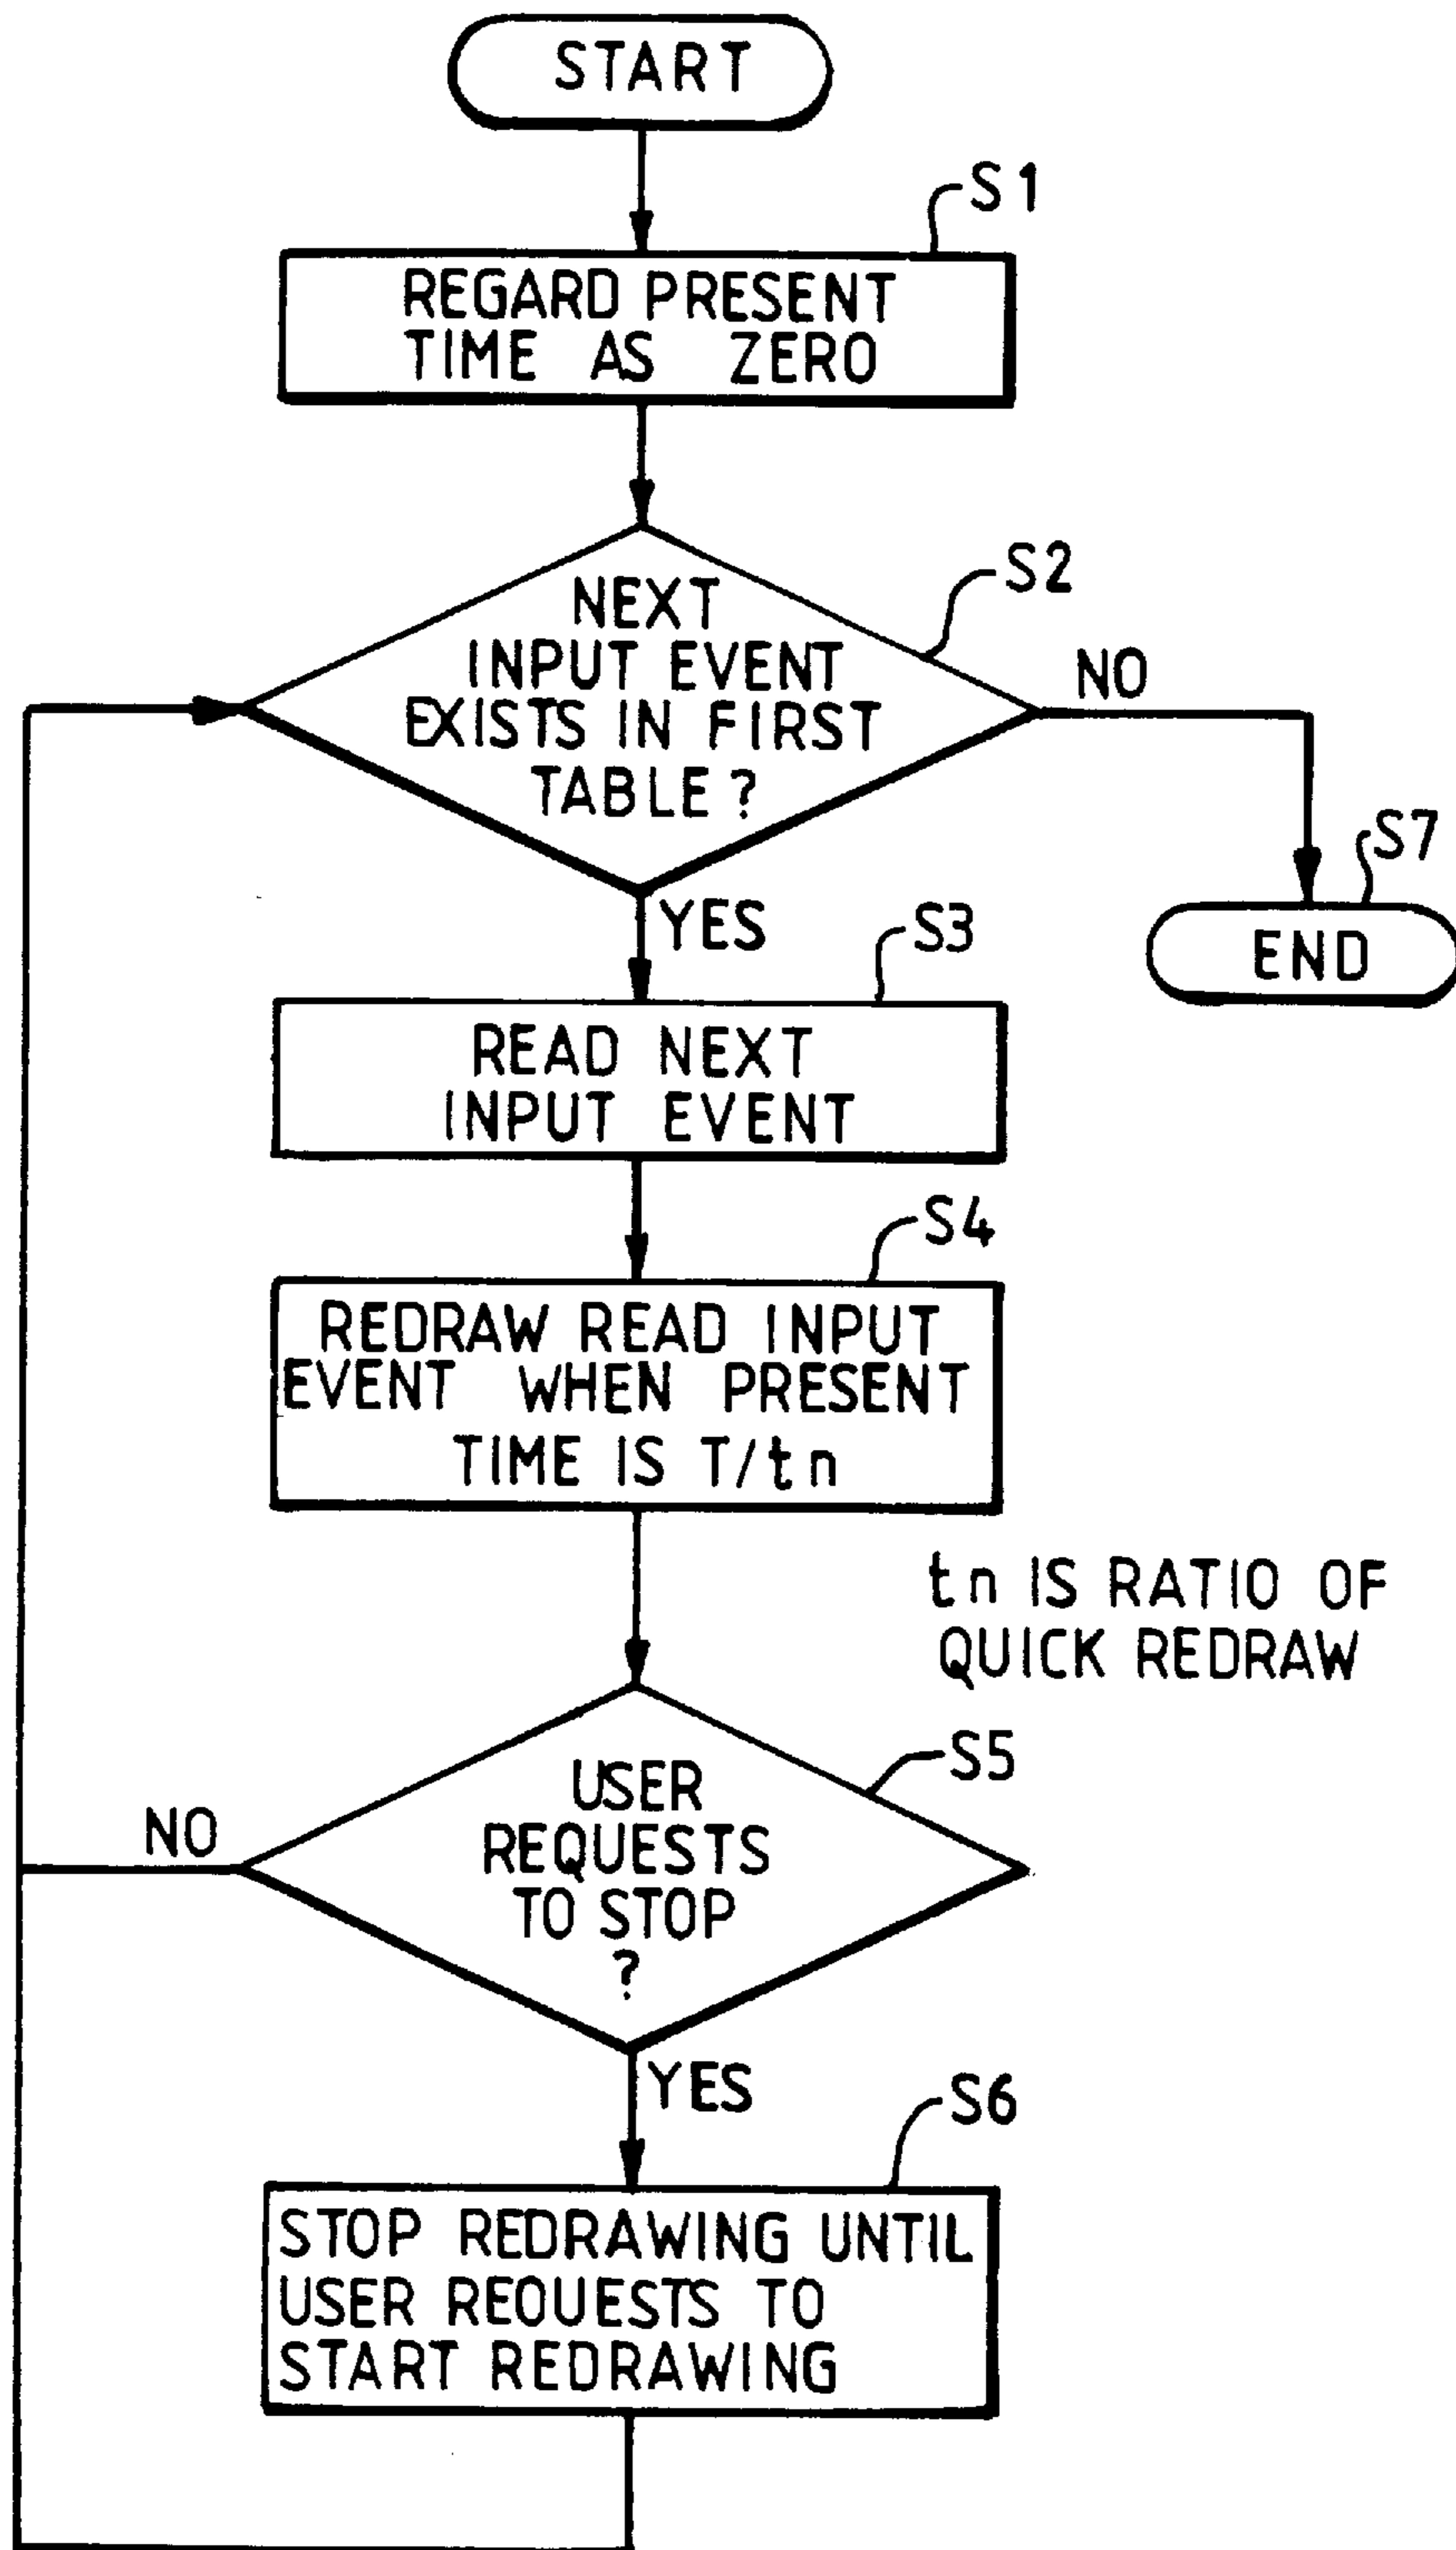 START
S1
REGARD PRESENT
TIME AS ZERO
S2
NEXT
INPUT EVENT
EXISTS IN FIRST
TABLE ?
NO
S7
END
YES
S3
READ NEXT
INPUT EVENT
S4
REDRAW READ INPUT
EVENT WHEN PRESENT
TIME IS T/tn
tn IS RATIO OF
QUICK REDRAW
S5
USER
REQUESTS
TO STOP
?
NO
YES
S6
STOP REDRAWING UNTIL
USER REQUESTS TO
START REDRAWING